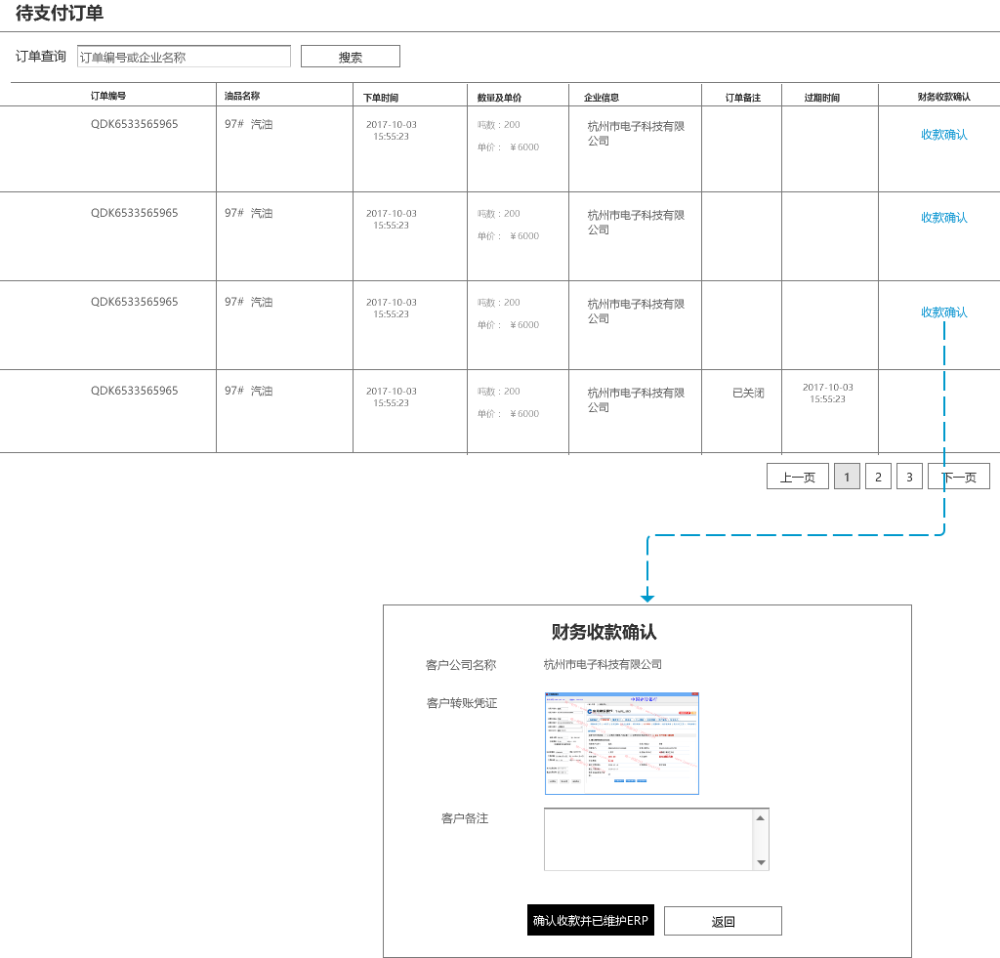 待支付订单
订单查询 订单编号或企业名称 搜索
订单编号 油品名称 下单时间 数量及单价 企业信息 订单备注 过期时间 财务收款确认
QDK6533565965 97# 汽油 2017-10-03 吨数:200 杭州市电子科技有限 收款确认
15:55:23 单价: ￥6000 公司
QDK6533565965 97# 汽油 2017-10-03 吨数:200 杭州市电子科技有限 收款确认
15:55:23 单价: ￥6000 公司
QDK6533565965 97# 汽油 2017-10-03 吨数:200 杭州市电子科技有限 收款确认
15:55:23 单价: ￥6000 公司
QDK6533565965 97# 汽油 2017-10-03 吨数:200 杭州市电子科技有限 已关闭 2017-10-03
15:55:23 单价: ￥6000 公司 15:55:23
上一页 1 2 3 下一页
财务收款确认
客户公司名称 杭州市电子科技有限公司
客户转账凭证
客户备注
确认收款并已维护ERP 返回